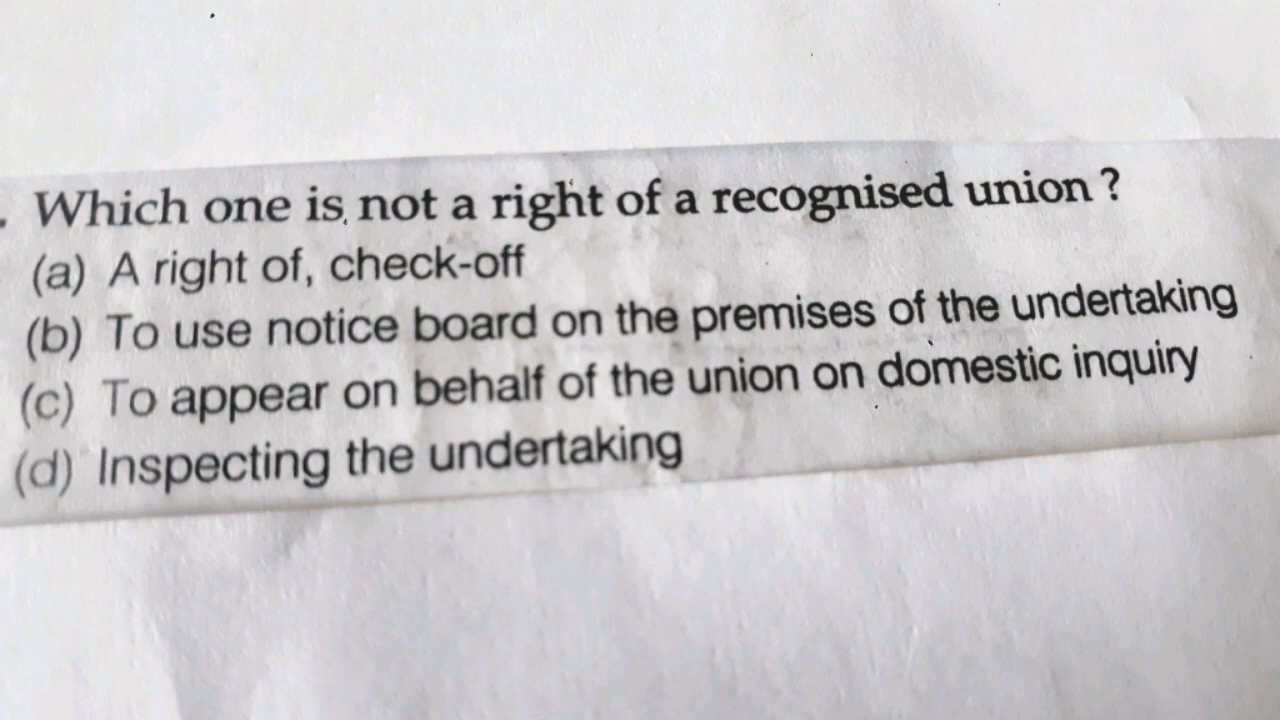 . Which one is not a right of a recognised union ?
(a) A right of, check-off
(b) To use notice board on the premises of the undertaking
(c) To appear on behalf of the union on domestic inquiry
(d) Inspecting the undertaking